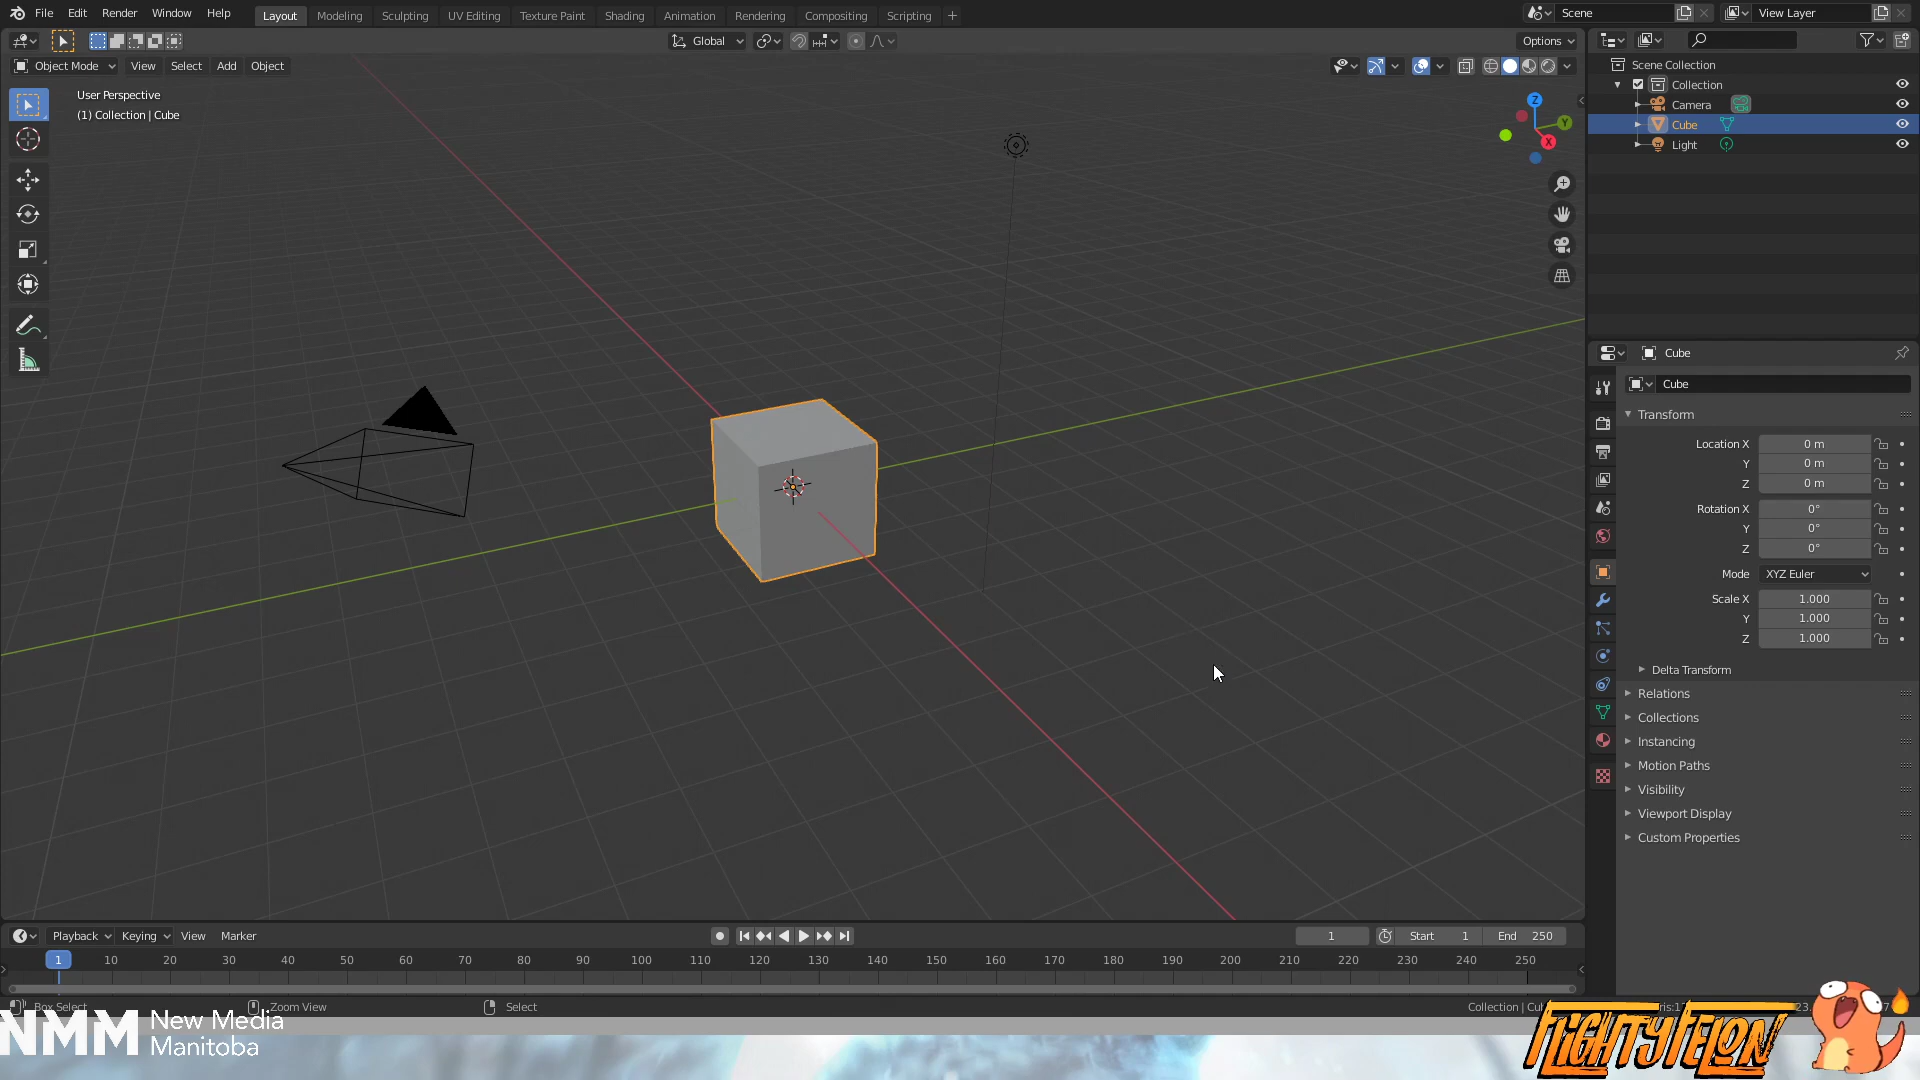 File Edit Render Window Help Layout Modeling Sculpting UV Editing Texture Paint Shading Animation Rendering Compositing Scripting + Scene View Layer
Global Options
Object Mode View Select Add Object
User Perspective
(1) Collection | Cube
Z
Y
X
Scene Collection
Collection
Camera
Cube
Light
Cube
Cube
Transform
Location X 0 m
Y 0 m
Z 0 m
Rotation X 0°
Y 0°
Z 0°
Mode XYZ Euler
Scale X 1.000
Y 1.000
Z 1.000
Delta Transform
Relations
Collections
Instancing
Motion Paths
Visibility
Viewport Display
Custom Properties
Playback Keying View Marker 1 Start 1 End 250
1 10 20 30 40 50 60 70 80 90 100 110 120 130 140 150 160 170 180 190 200 210 220 230 240 250
Box Select Zoom View Select
NMM New Media
Manitoba
FLIGHTYFELON